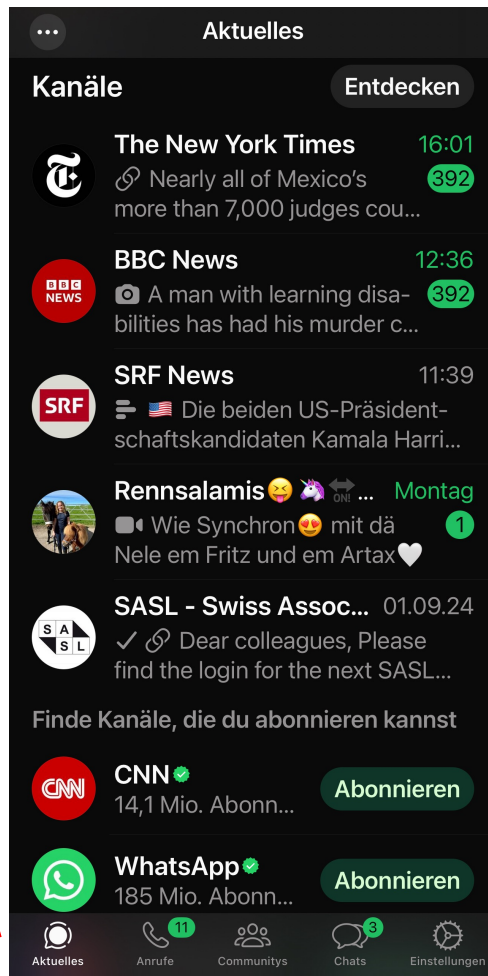 Aktuelles
Kanäle
Entdecken
The New York Times
16:01
Nearly all of Mexico’s
392
more than 7,000 judges cou...
BBC NEWS
BBC News
12:36
A man with learning disa-
392
bilities has had his murder c...
SRF
SRF News
11:39
Die beiden US-Präsident-
schaftskandidaten Kamala Harri...
Rennsalamis😝🦄🔛...
Montag
Wie Synchron😍 mit dä
1
Nele em Fritz und em Artax🤍
SASL
SASL - Swiss Assoc...
01.09.24
Dear colleagues, Please
find the login for the next SASL...
Finde Kanäle, die du abonnieren kannst
CNN
CNN
Abonnieren
14,1 Mio. Abonn...
WhatsApp
Abonnieren
185 Mio. Abonn...
11
3
Aktuelles
Anrufe
Communitys
Chats
Einstellungen